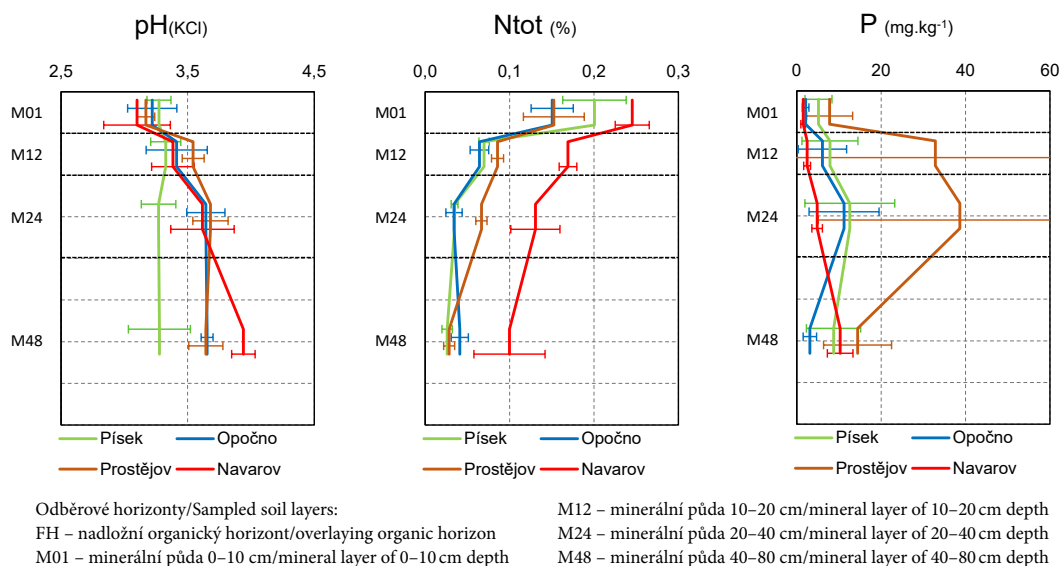 pH(KCl)
2,5 3,5 4,5
M01
M12
M24
M48
Písek Opočno
Prostějov Navarov
Ntot (%)
0,0 0,1 0,2 0,3
M01
M12
M24
M48
Písek Opočno
Prostějov Navarov
P (mg.kg⁻¹)
0 20 40 60
M01
M12
M24
M48
Písek Opočno
Prostějov Navarov
Odběrové horizonty/Sampled soil layers:
FH – nadložní organický horizont/overlaying organic horizon
M01 – minerální půda 0–10 cm/mineral layer of 0–10 cm depth
M12 – minerální půda 10–20 cm/mineral layer of 10–20 cm depth
M24 – minerální půda 20–40 cm/mineral layer of 20–40 cm depth
M48 – minerální půda 40–80 cm/mineral layer of 40–80 cm depth